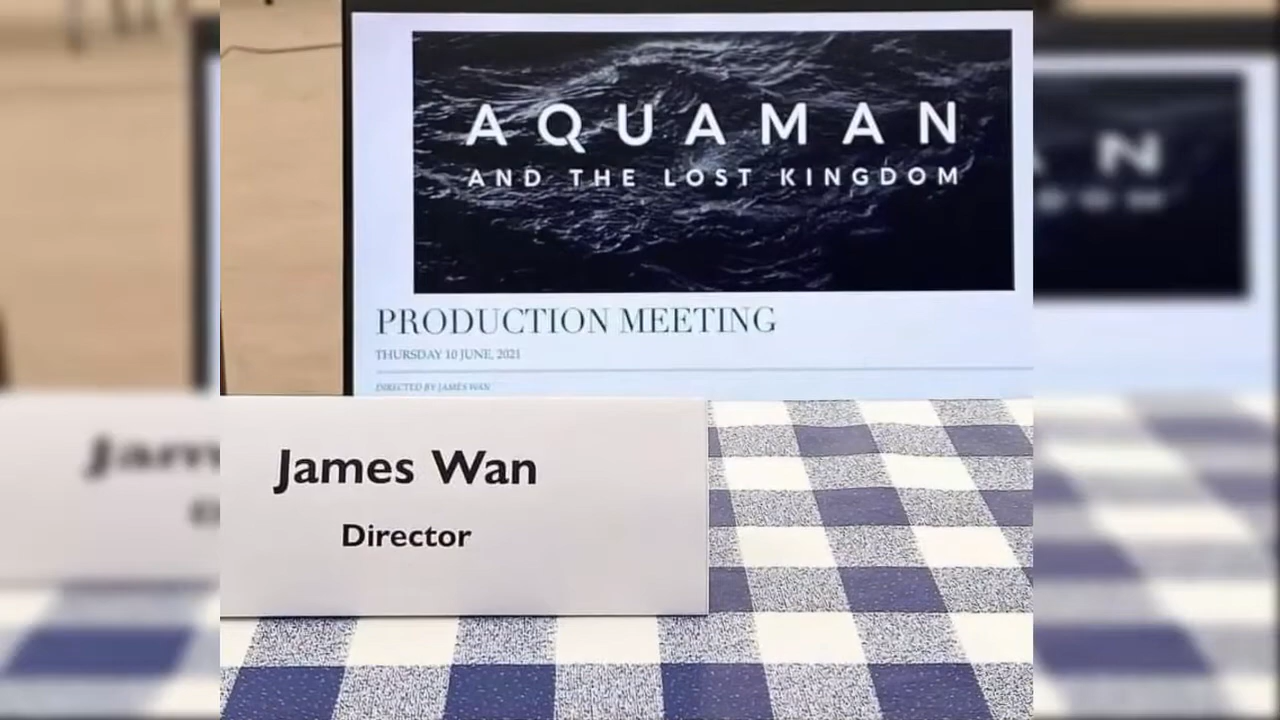 AQUAMAN
AND THE LOST KINGDOM
PRODUCTION MEETING
THURSDAY 10 JUNE, 2021
DIRECTED BY JAMES WAN
James Wan
Director